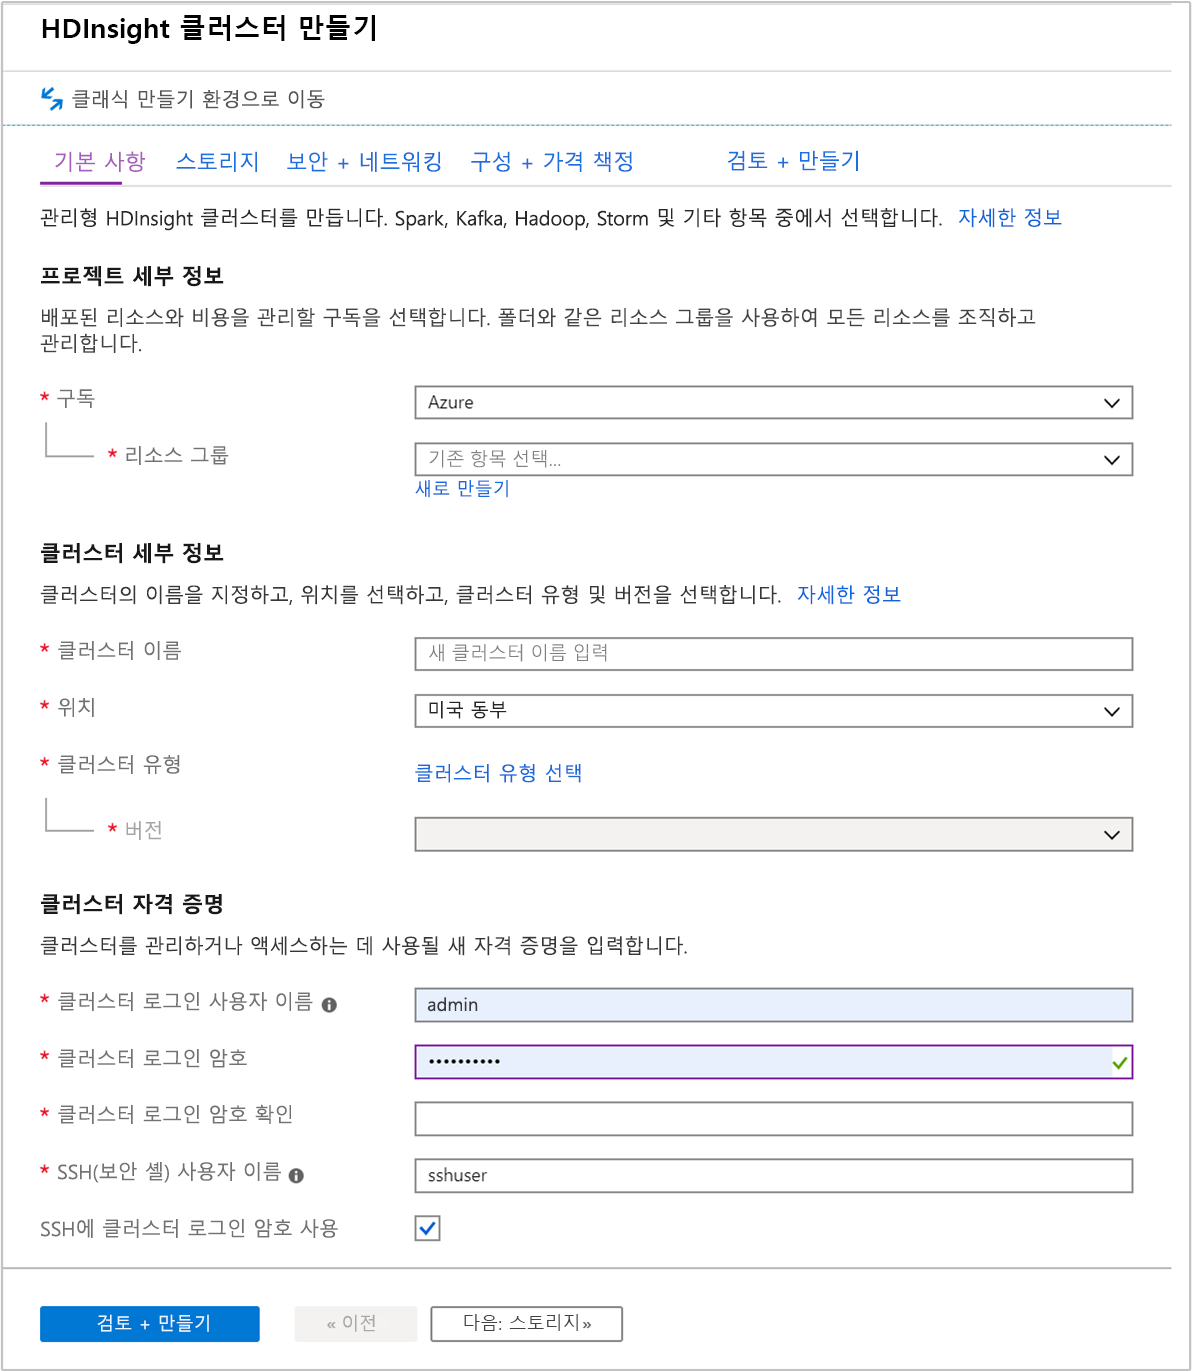 HDInsight 클러스터 만들기
클래식 만들기 환경으로 이동
기본 사항 스토리지 보안 + 네트워킹 구성 + 가격 책정 검토 + 만들기
관리형 HDInsight 클러스터를 만듭니다. Spark, Kafka, Hadoop, Storm 및 기타 항목 중에서 선택합니다. 자세한 정보
프로젝트 세부 정보
배포된 리소스와 비용을 관리할 구독을 선택합니다. 폴더와 같은 리소스 그룹을 사용하여 모든 리소스를 조직하고
관리합니다.
* 구독 Azure
* 리소스 그룹 기존 항목 선택...
새로 만들기
클러스터 세부 정보
클러스터의 이름을 지정하고, 위치를 선택하고, 클러스터 유형 및 버전을 선택합니다. 자세한 정보
* 클러스터 이름 새 클러스터 이름 입력
* 위치 미국 동부
* 클러스터 유형 클러스터 유형 선택
* 버전
클러스터 자격 증명
클러스터를 관리하거나 액세스하는 데 사용될 새 자격 증명을 입력합니다.
* 클러스터 로그인 사용자 이름 admin
* 클러스터 로그인 암호 ••••••••••
* 클러스터 로그인 암호 확인
* SSH(보안 셸) 사용자 이름 sshuser
SSH에 클러스터 로그인 암호 사용
검토 + 만들기 « 이전 다음: 스토리지»